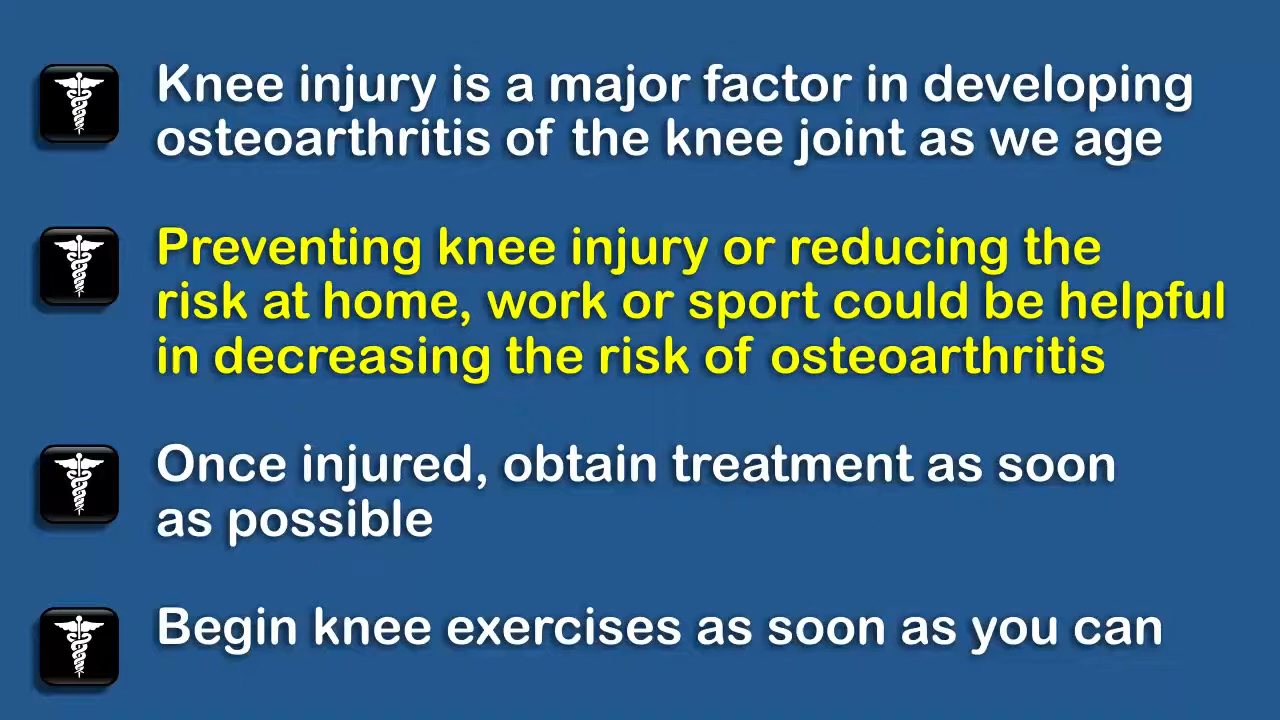 Knee injury is a major factor in developing
osteoarthritis of the knee joint as we age
Preventing knee injury or reducing the
risk at home, work or sport could be helpful
in decreasing the risk of osteoarthritis
Once injured, obtain treatment as soon
as possible
Begin knee exercises as soon as you can